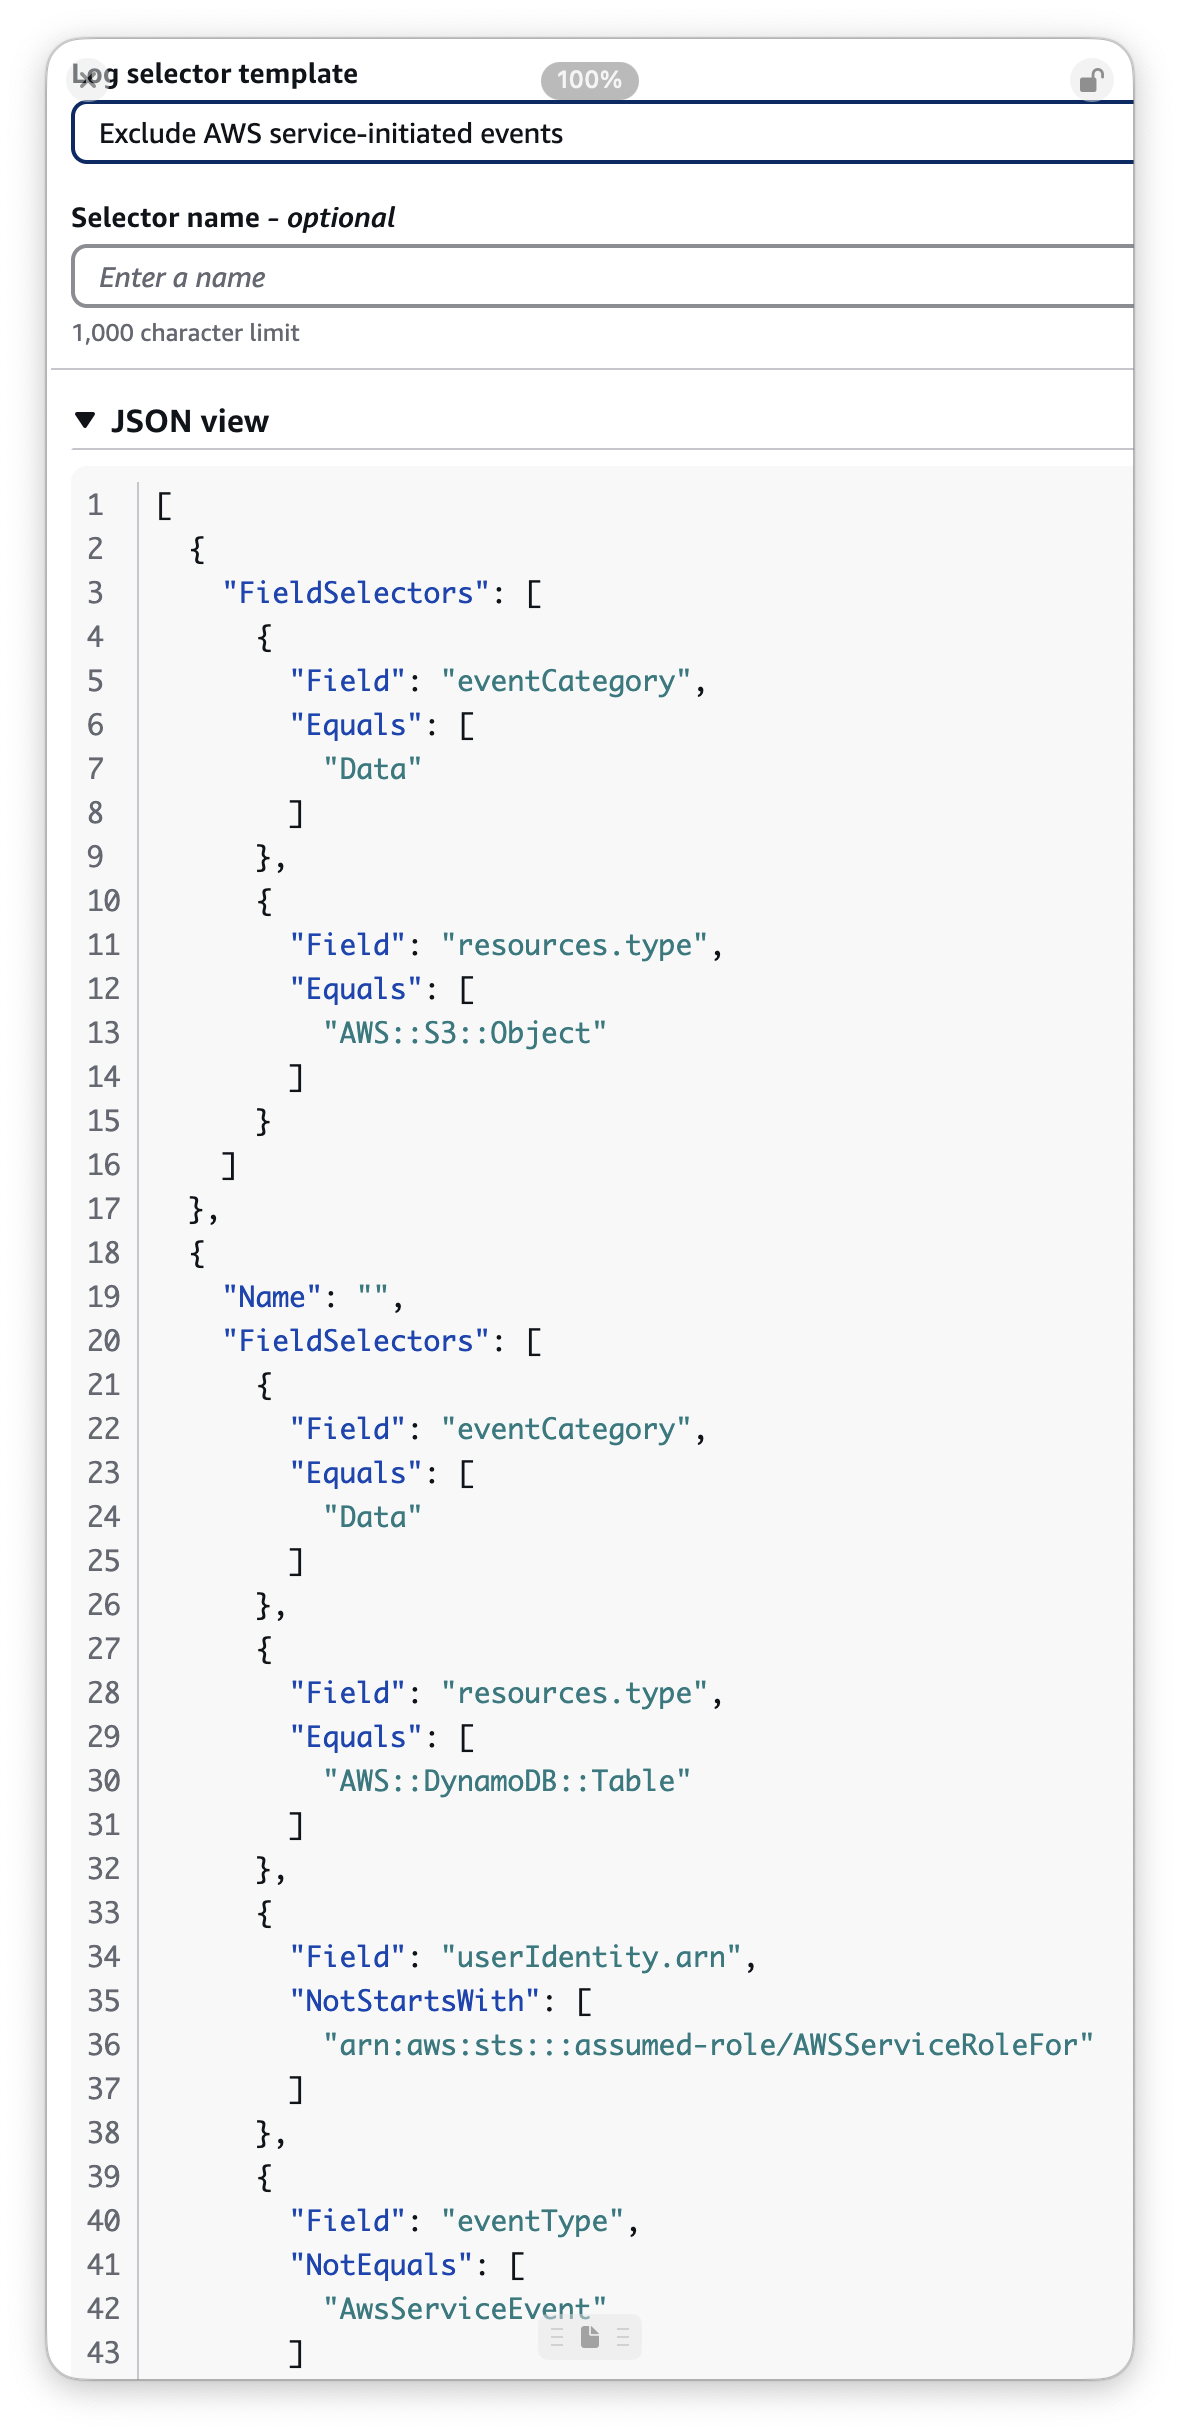 Log selector template
100%
Exclude AWS service-initiated events
Selector name - optional
Enter a name
1,000 character limit
▼ JSON view
1 [
2   {
3     "FieldSelectors": [
4       {
5         "Field": "eventCategory",
6         "Equals": [
7           "Data"
8         ]
9       },
10       {
11         "Field": "resources.type",
12         "Equals": [
13           "AWS::S3::Object"
14         ]
15       }
16     ]
17   },
18   {
19     "Name": "",
20     "FieldSelectors": [
21       {
22         "Field": "eventCategory",
23         "Equals": [
24           "Data"
25         ]
26       },
27       {
28         "Field": "resources.type",
29         "Equals": [
30           "AWS::DynamoDB::Table"
31         ]
32       },
33       {
34         "Field": "userIdentity.arn",
35         "NotStartsWith": [
36           "arn:aws:sts:::assumed-role/AWSServiceRoleFor"
37         ]
38       },
39       {
40         "Field": "eventType",
41         "NotEquals": [
42           "AwsServiceEvent"
43         ]